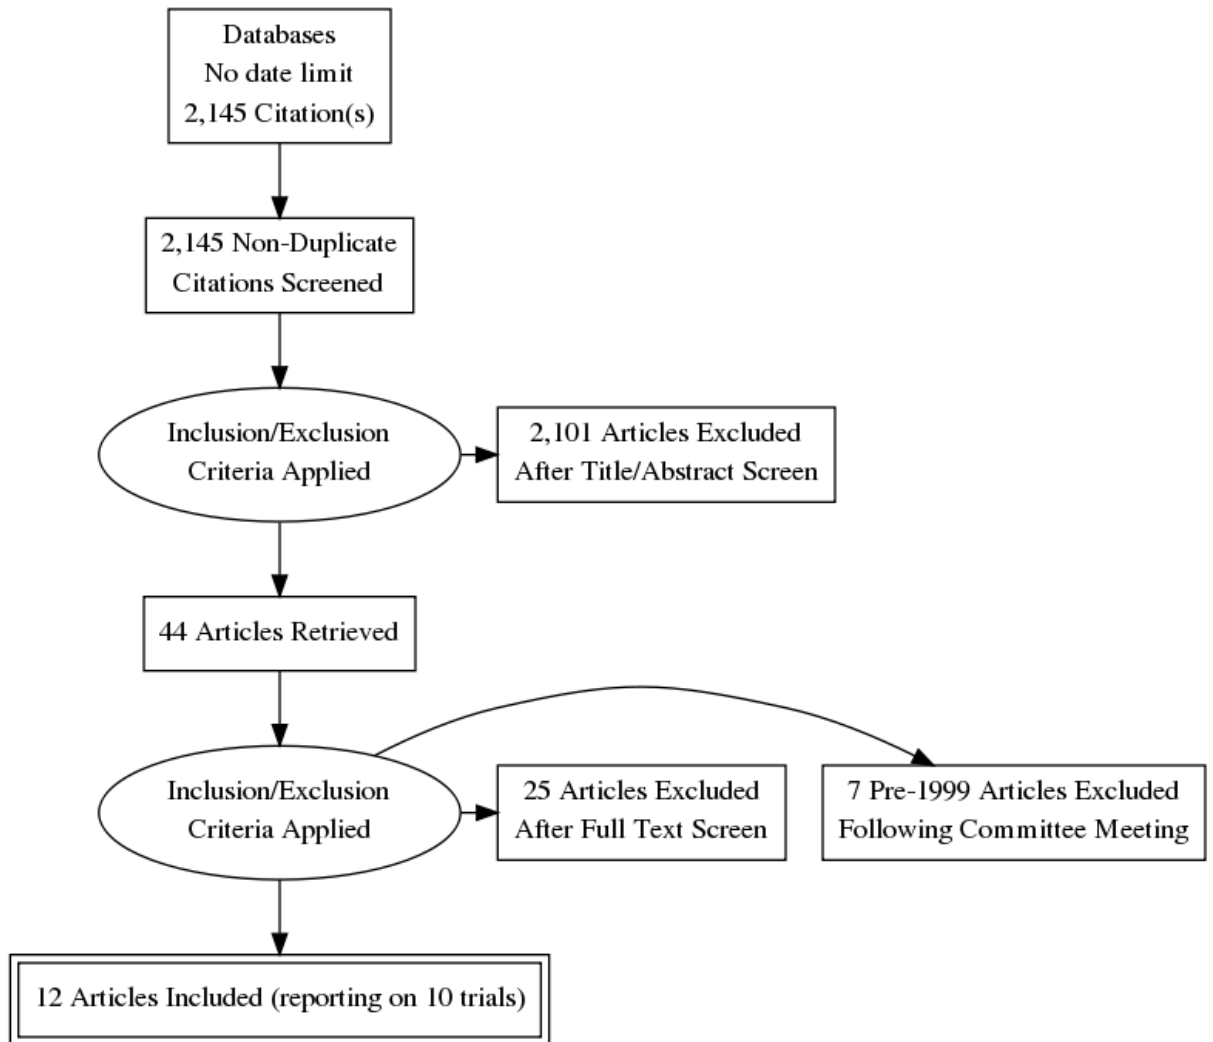 Databases
No date limit
2,145 Citation(s)
2,145 Non-Duplicate
Citations Screened
Inclusion/Exclusion
Criteria Applied
2,101 Articles Excluded
After Title/Abstract Screen
44 Articles Retrieved
Inclusion/Exclusion
Criteria Applied
25 Articles Excluded
After Full Text Screen
7 Pre-1999 Articles Excluded
Following Committee Meeting
12 Articles Included (reporting on 10 trials)